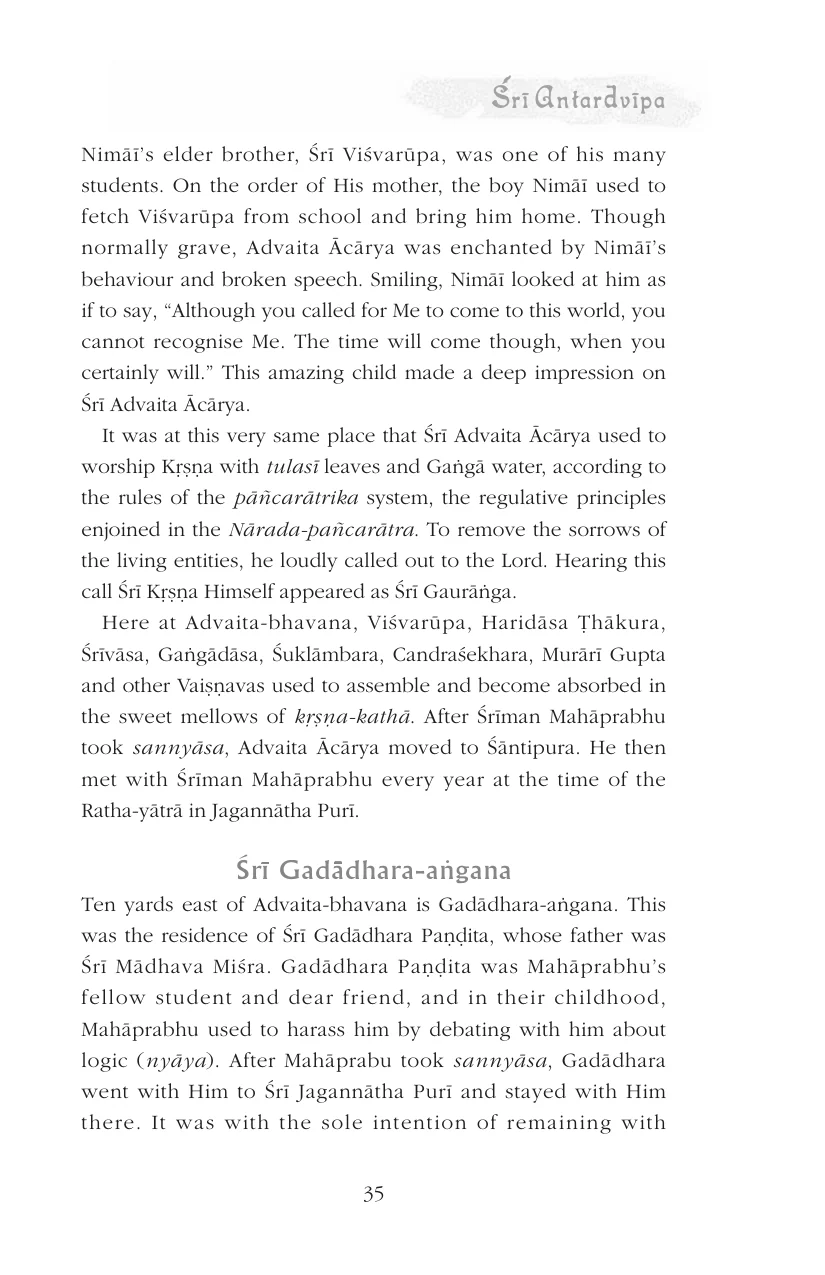 Śrī Antardvīpa
Nimāī’s elder brother, Śrī Viśvarūpa, was one of his many
students. On the order of His mother, the boy Nimāī used to
fetch Viśvarūpa from school and bring him home. Though
normally grave, Advaita Ācārya was enchanted by Nimāī’s
behaviour and broken speech. Smiling, Nimāī looked at him as
if to say, “Although you called for Me to come to this world, you
cannot recognise Me. The time will come though, when you
certainly will.” This amazing child made a deep impression on
Śrī Advaita Ācārya.
It was at this very same place that Śrī Advaita Ācārya used to
worship Kṛṣṇa with tulasī leaves and Gaṅgā water, according to
the rules of the pāñcarātrika system, the regulative principles
enjoined in the Nārada-pañcarātra. To remove the sorrows of
the living entities, he loudly called out to the Lord. Hearing this
call Śrī Kṛṣṇa Himself appeared as Śrī Gaurāṅga.
Here at Advaita-bhavana, Viśvarūpa, Haridāsa Ṭhākura,
Śrīvāsa, Gaṅgādāsa, Śuklāmbara, Candraśekhara, Murārī Gupta
and other Vaiṣṇavas used to assemble and become absorbed in
the sweet mellows of kṛṣṇa-kathā. After Śrīman Mahāprabhu
took sannyāsa, Advaita Ācārya moved to Śāntipura. He then
met with Śrīman Mahāprabhu every year at the time of the
Ratha-yātrā in Jagannātha Purī.
Śrī Gadādhara-aṅgana
Ten yards east of Advaita-bhavana is Gadādhara-aṅgana. This
was the residence of Śrī Gadādhara Paṇḍita, whose father was
Śrī Mādhava Miśra. Gadādhara Paṇḍita was Mahāprabhu’s
fellow student and dear friend, and in their childhood,
Mahāprabhu used to harass him by debating with him about
logic (nyāya). After Mahāprabu took sannyāsa, Gadādhara
went with Him to Śrī Jagannātha Purī and stayed with Him
there. It was with the sole intention of remaining with
35